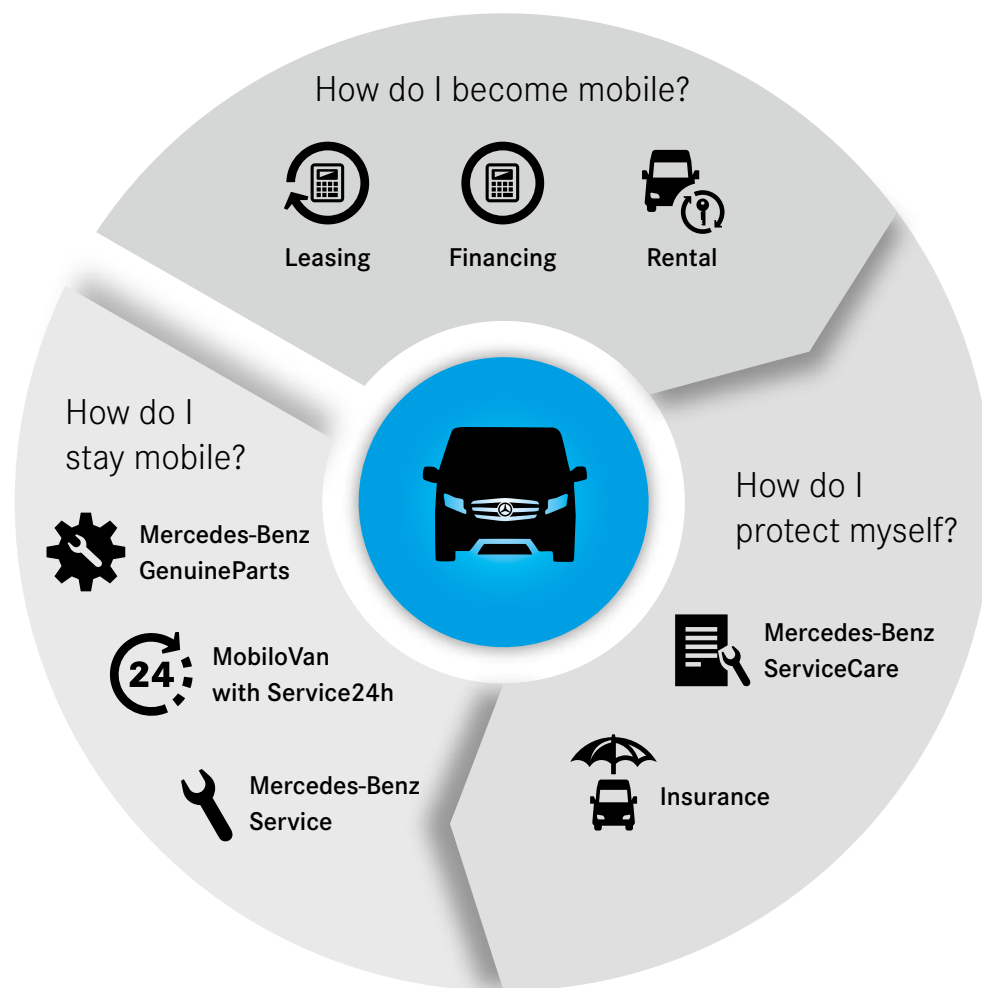 How do I become mobile?
Leasing
Financing
Rental
How do I
protect myself?
Mercedes-Benz
ServiceCare
Insurance
How do I
stay mobile?
Mercedes-Benz
GenuineParts
24
MobiloVan
with Service24h
Mercedes-Benz
Service